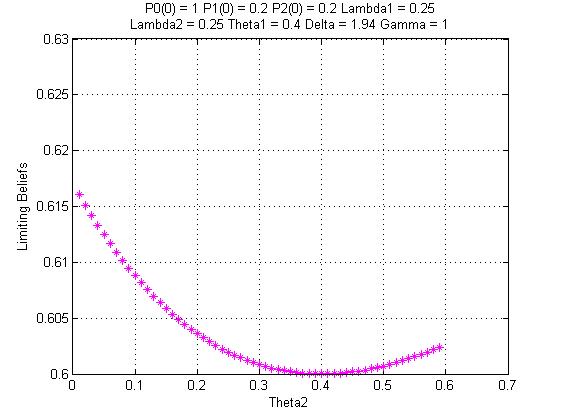 P0(0) = 1 P1(0) = 0.2 P2(0) = 0.2 Lambda1 = 0.25
Lambda2 = 0.25 Theta1 = 0.4 Delta = 1.94 Gamma = 1
0.63
0.625
0.62
0.615
0.61
0.605
0.6
Limiting Beliefs
0 0.1 0.2 0.3 0.4 0.5 0.6 0.7
Theta2